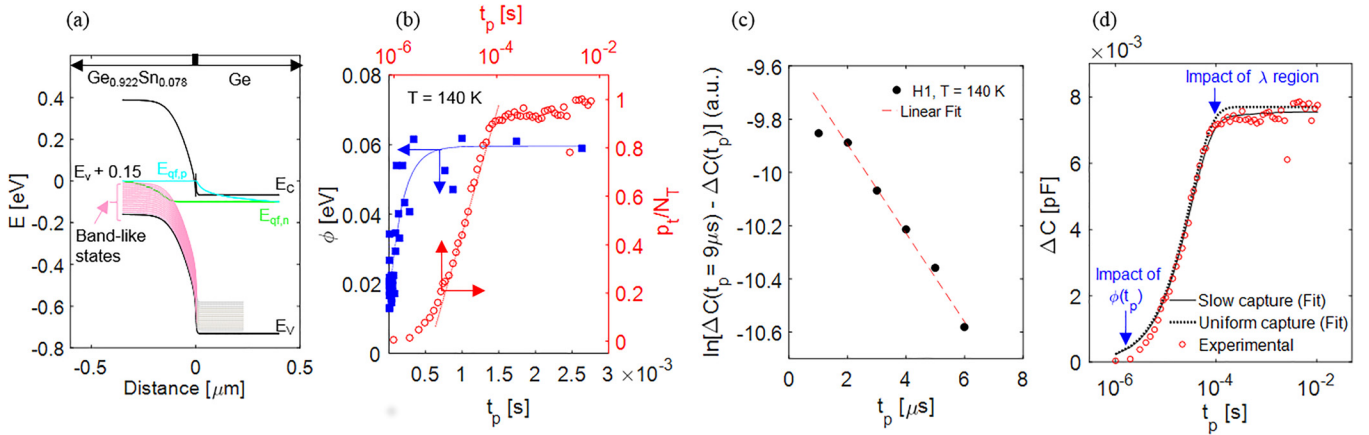 (a)
Ge0.922Sn0.078
Ge
0.4
0.2
0
-0.2
-0.4
-0.6
-0.8
E [eV]
Ev + 0.15
Eqf,p
EC
Eqf,n
Band-like
states
EV
-0.5
0
0.5
Distance [μm]
(b)
tp [s]
10-6
10-4
10-2
T = 140 K
0.08
0.06
0.04
0.02
0
ϕ [eV]
1
0.8
0.6
0.4
0.2
0
pt/NT
0.5
1
1.5
2
2.5
3
×10-3
tp [s]
(c)
-9.6
-9.8
-10
-10.2
-10.4
-10.6
ln[ΔC(tp = 9μs) - ΔC(tp)] (a.u.)
H1, T = 140 K
Linear Fit
0
2
4
6
8
tp [μs]
(d)
×10-3
8
6
4
2
0
ΔC [pF]
Impact of λ region
Impact of
ϕ(tp)
Slow capture (Fit)
Uniform capture (Fit)
Experimental
10-6
10-4
10-2
tp [s]